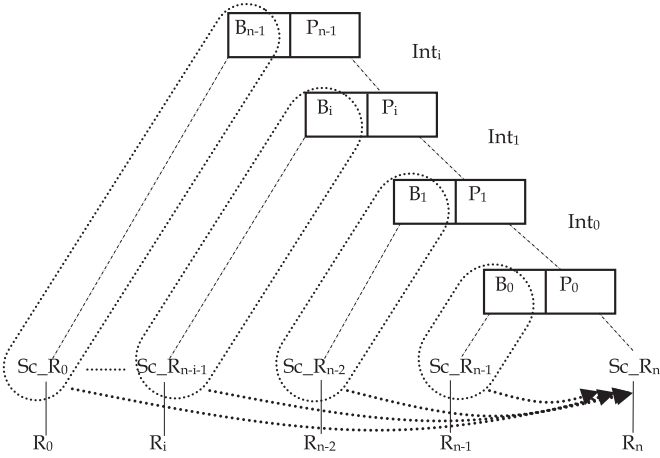 Bn-1 Pn-1
Inti
Bi Pi
Int1
B1 P1
Int0
B0 P0
Sc_R0 ........ Sc_Rn-i-1 Sc_Rn-2 Sc_Rn-1 Sc_Rn
R0 Ri Rn-2 Rn-1 Rn